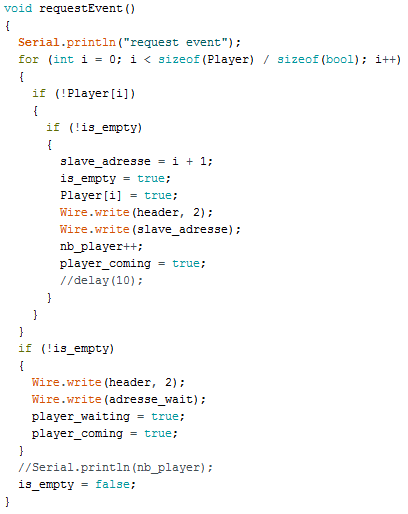 void requestEvent()
{
  Serial.println("request event");
  for (int i = 0; i < sizeof(Player) / sizeof(bool); i++)
  {
    if (!Player[i])
    {
      if (!is_empty)
      {
        slave_adresse = i + 1;
        is_empty = true;
        Player[i] = true;
        Wire.write(header, 2);
        Wire.write(slave_adresse);
        nb_player++;
        player_coming = true;
        //delay(10);
      }
    }
  }
  if (!is_empty)
  {
    Wire.write(header, 2);
    Wire.write(adresse_wait);
    player_waiting = true;
    player_coming = true;
  }
  //Serial.println(nb_player);
  is_empty = false;
}